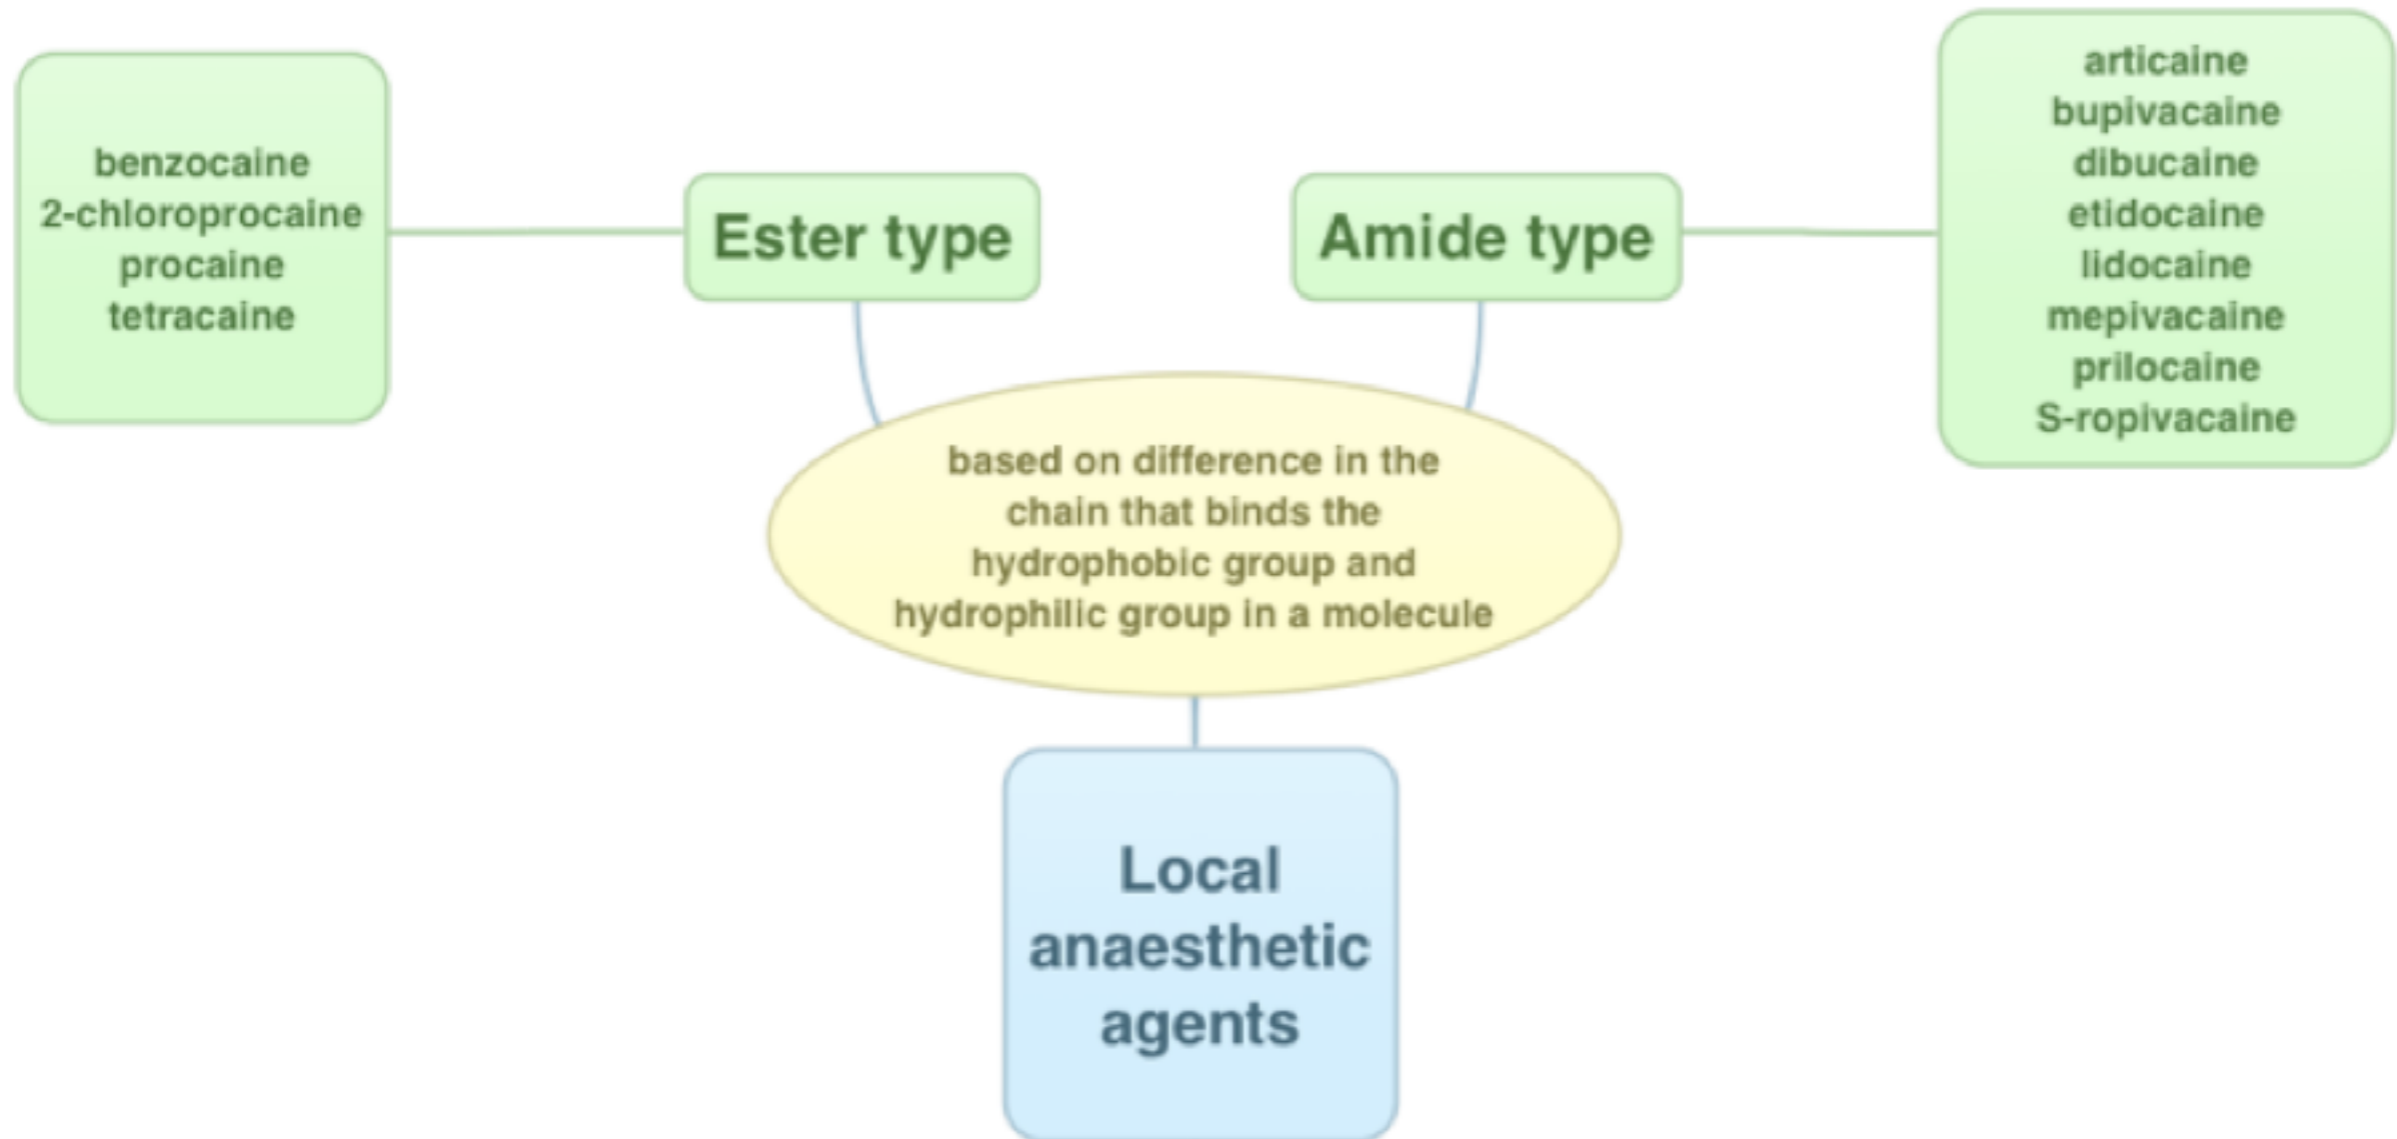 benzocaine
2-chloroprocaine
procaine
tetracaine
Ester type
Amide type
articaine
bupivacaine
dibucaine
etidocaine
lidocaine
mepivacaine
prilocaine
S-ropivacaine
based on difference in the
chain that binds the
hydrophobic group and
hydrophilic group in a molecule
Local
anaesthetic
agents